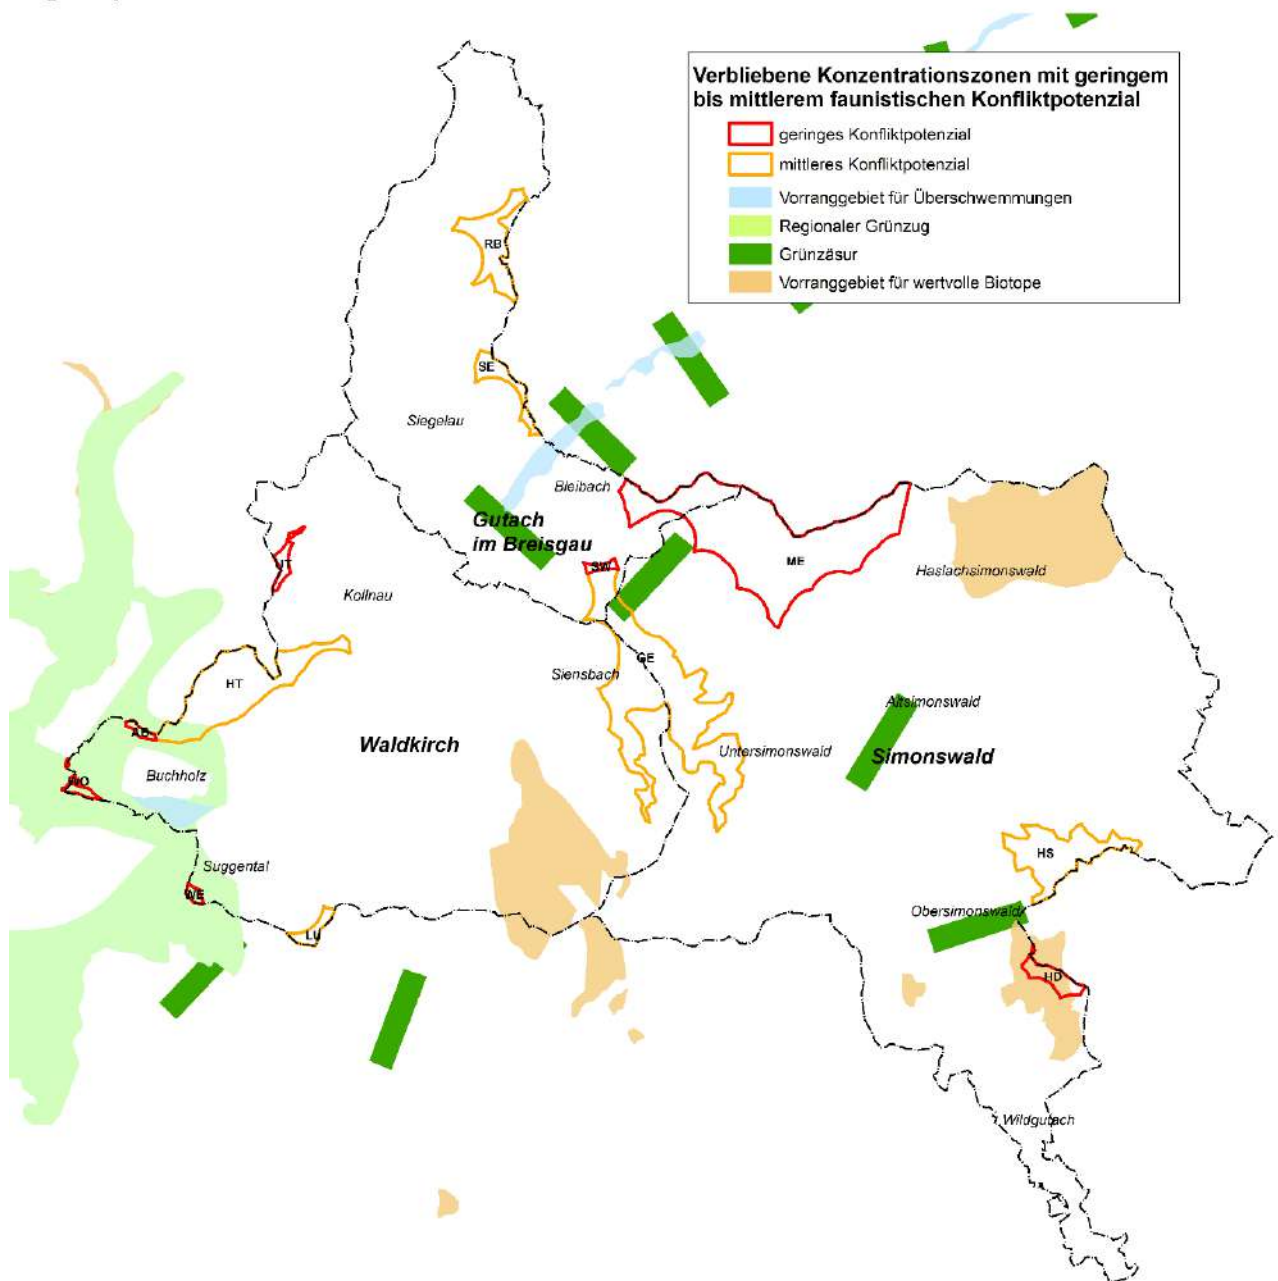 Verbliebene Konzentrationszonen mit geringem
bis mittlerem faunistischen Konfliktpotenzial
geringes Konfliktpotenzial
mittleres Konfliktpotenzial
Vorranggebiet für Überschwemmungen
Regionaler Grünzug
Grünzäsur
Vorranggebiet für wertvolle Biotope
RB
SE
Siegelau
Bleibach
Gutach
im Breisgau
SW
ME
Haslachsimonswald
Kollnau
GE
Siensbach
HT
Altsimonswald
Waldkirch
Untersimonswald
Simonswald
Buchholz
HS
Suggental
WE
Obersimonswald
LU
HD
Wildgutach